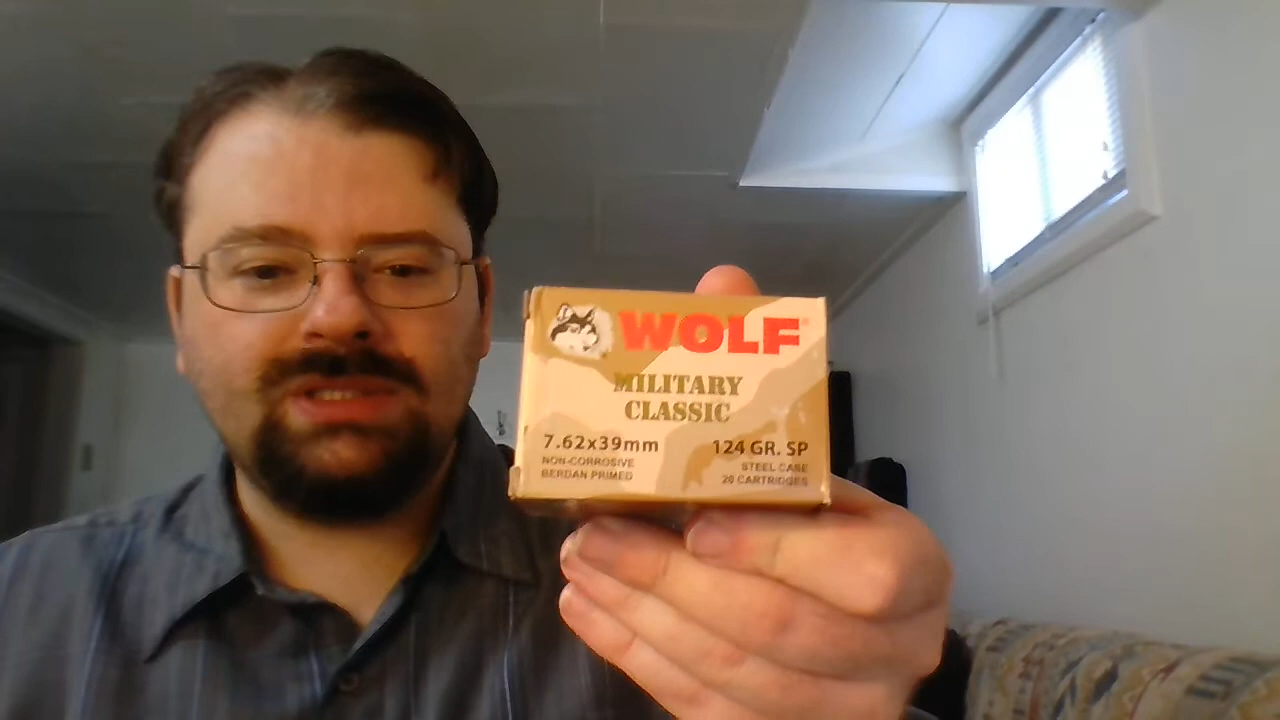 WOLF®
MILITARY
CLASSIC
7.62x39mm
124 GR. SP
NON-CORROSIVE
BERDAN PRIMED
STEEL CASE
20 CARTRIDGES